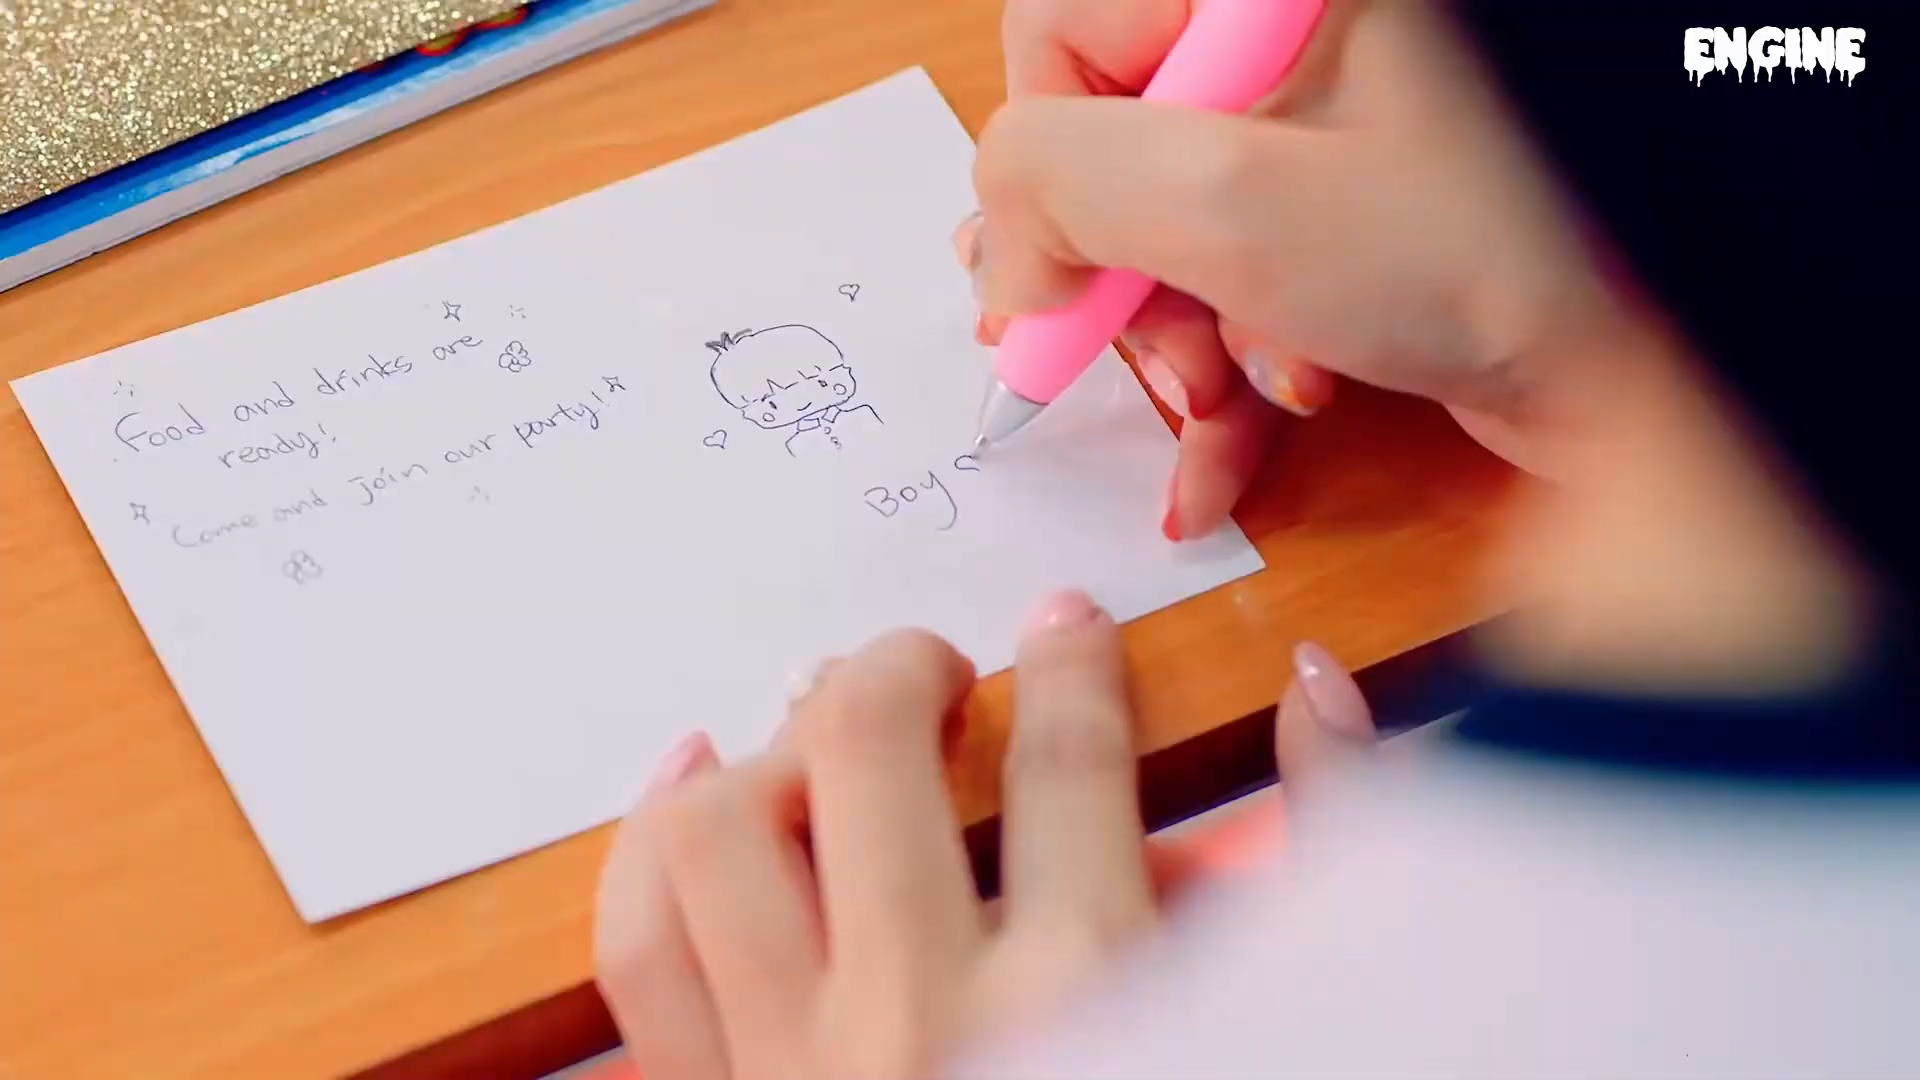 ENGINE
Food and drinks are
ready!
Come and join our party!
Boy